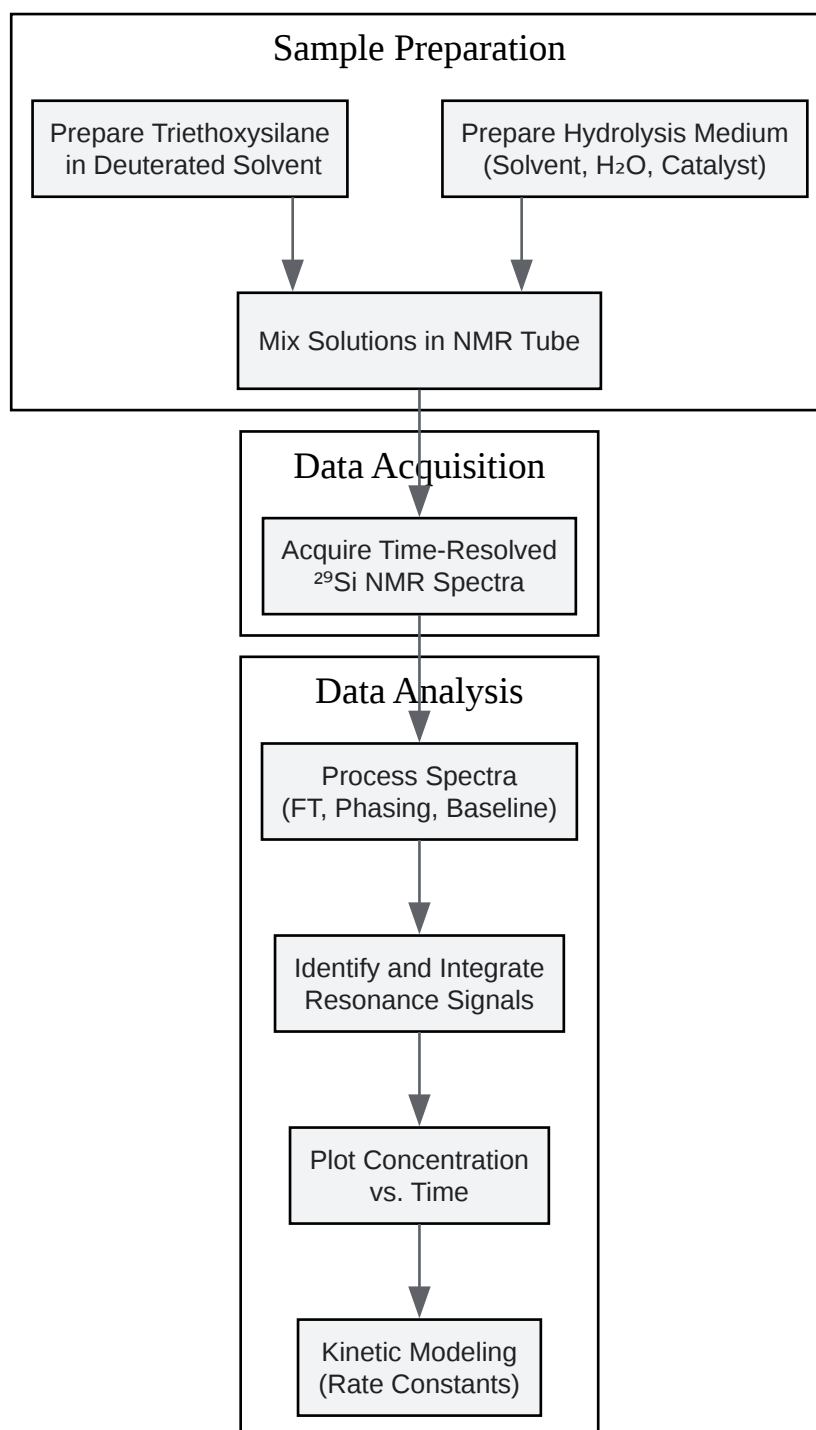 Sample Preparation
Prepare Triethoxysilane
in Deuterated Solvent
Prepare Hydrolysis Medium
(Solvent, H₂O, Catalyst)
Mix Solutions in NMR Tube
Data Acquisition
Acquire Time-Resolved
²⁹Si NMR Spectra
Data Analysis
Process Spectra
(FT, Phasing, Baseline)
Identify and Integrate
Resonance Signals
Plot Concentration
vs. Time
Kinetic Modeling
(Rate Constants)